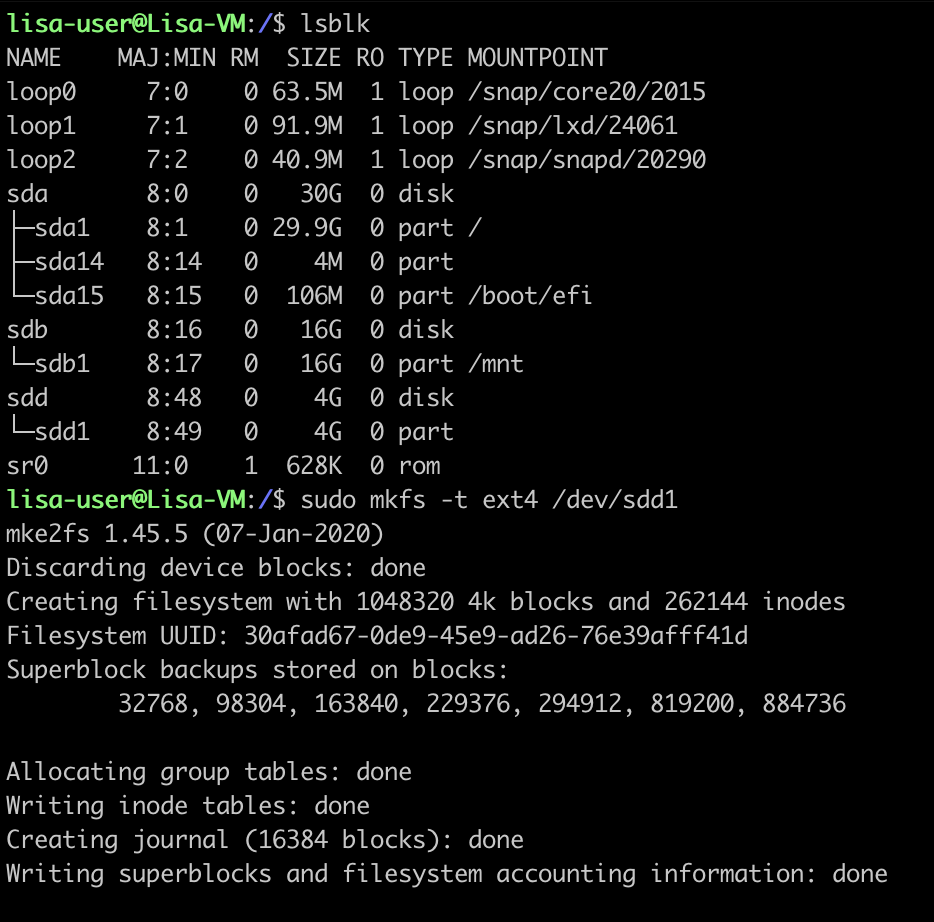 lisa-user@Lisa-VM:/$ lsblk
NAME    MAJ:MIN RM  SIZE RO TYPE MOUNTPOINT
loop0     7:0    0 63.5M  1 loop /snap/core20/2015
loop1     7:1    0 91.9M  1 loop /snap/lxd/24061
loop2     7:2    0 40.9M  1 loop /snap/snapd/20290
sda       8:0    0   30G  0 disk
├─sda1    8:1    0 29.9G  0 part /
├─sda14   8:14   0    4M  0 part
└─sda15   8:15   0  106M  0 part /boot/efi
sdb       8:16   0   16G  0 disk
└─sdb1    8:17   0   16G  0 part /mnt
sdd       8:48   0    4G  0 disk
└─sdd1    8:49   0    4G  0 part
sr0      11:0    1  628K  0 rom
lisa-user@Lisa-VM:/$ sudo mkfs -t ext4 /dev/sdd1
mke2fs 1.45.5 (07-Jan-2020)
Discarding device blocks: done
Creating filesystem with 1048320 4k blocks and 262144 inodes
Filesystem UUID: 30afad67-0de9-45e9-ad26-76e39afff41d
Superblock backups stored on blocks:
        32768, 98304, 163840, 229376, 294912, 819200, 884736

Allocating group tables: done
Writing inode tables: done
Creating journal (16384 blocks): done
Writing superblocks and filesystem accounting information: done